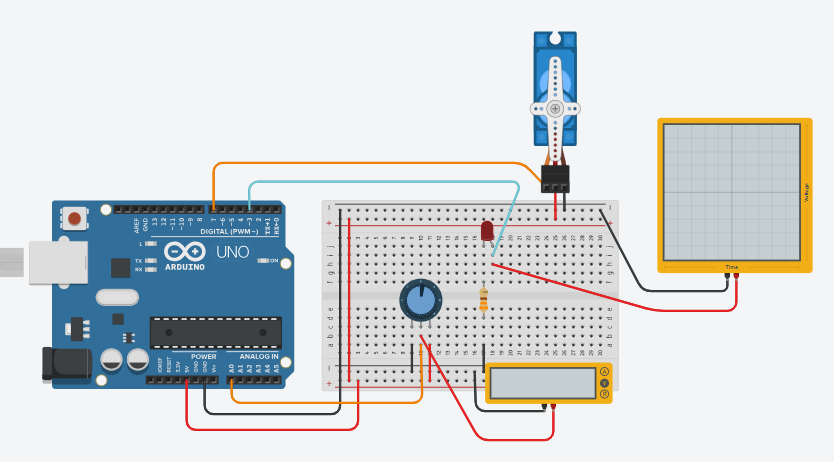 AREF
GND
13
12
~11
~10
~9
8
7
~6
~5
4
~3
2
TX→1
RX←0
DIGITAL (PWM~)
L
TX
RX
UNO
ARDUINO
ON
POWER
ANALOG IN
IOREF
RESET
3.3V
5V
GND
GND
Vin
A0
A1
A2
A3
A4
A5
Voltage
Time
A
V
R